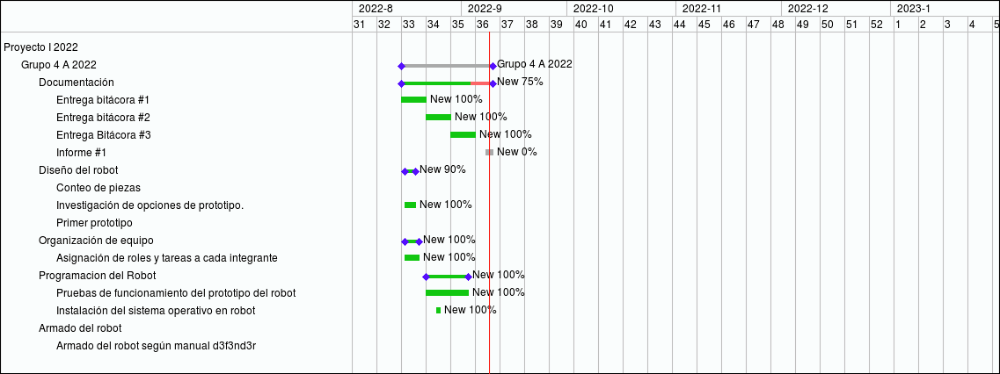 2022-8 2022-9 2022-10 2022-11 2022-12 2023-1
31 32 33 34 35 36 37 38 39 40 41 42 43 44 45 46 47 48 49 50 51 52 1 2 3 4 5
Proyecto I 2022
Grupo 4 A 2022 Grupo 4 A 2022
Documentación New 75%
Entrega bitácora #1 New 100%
Entrega bitácora #2 New 100%
Entrega Bitácora #3 New 100%
Informe #1 New 0%
Diseño del robot New 90%
Conteo de piezas
Investigación de opciones de prototipo. New 100%
Primer prototipo
Organización de equipo New 100%
Asignación de roles y tareas a cada integrante New 100%
Programacion del Robot New 100%
Pruebas de funcionamiento del prototipo del robot New 100%
Instalación del sistema operativo en robot New 100%
Armado del robot
Armado del robot según manual d3f3nd3r